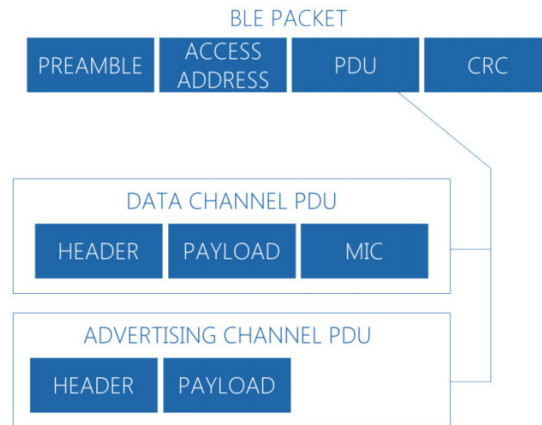 BLE PACKET
PREAMBLE
ACCESS
ADDRESS
PDU
CRC
DATA CHANNEL PDU
HEADER
PAYLOAD
MIC
ADVERTISING CHANNEL PDU
HEADER
PAYLOAD